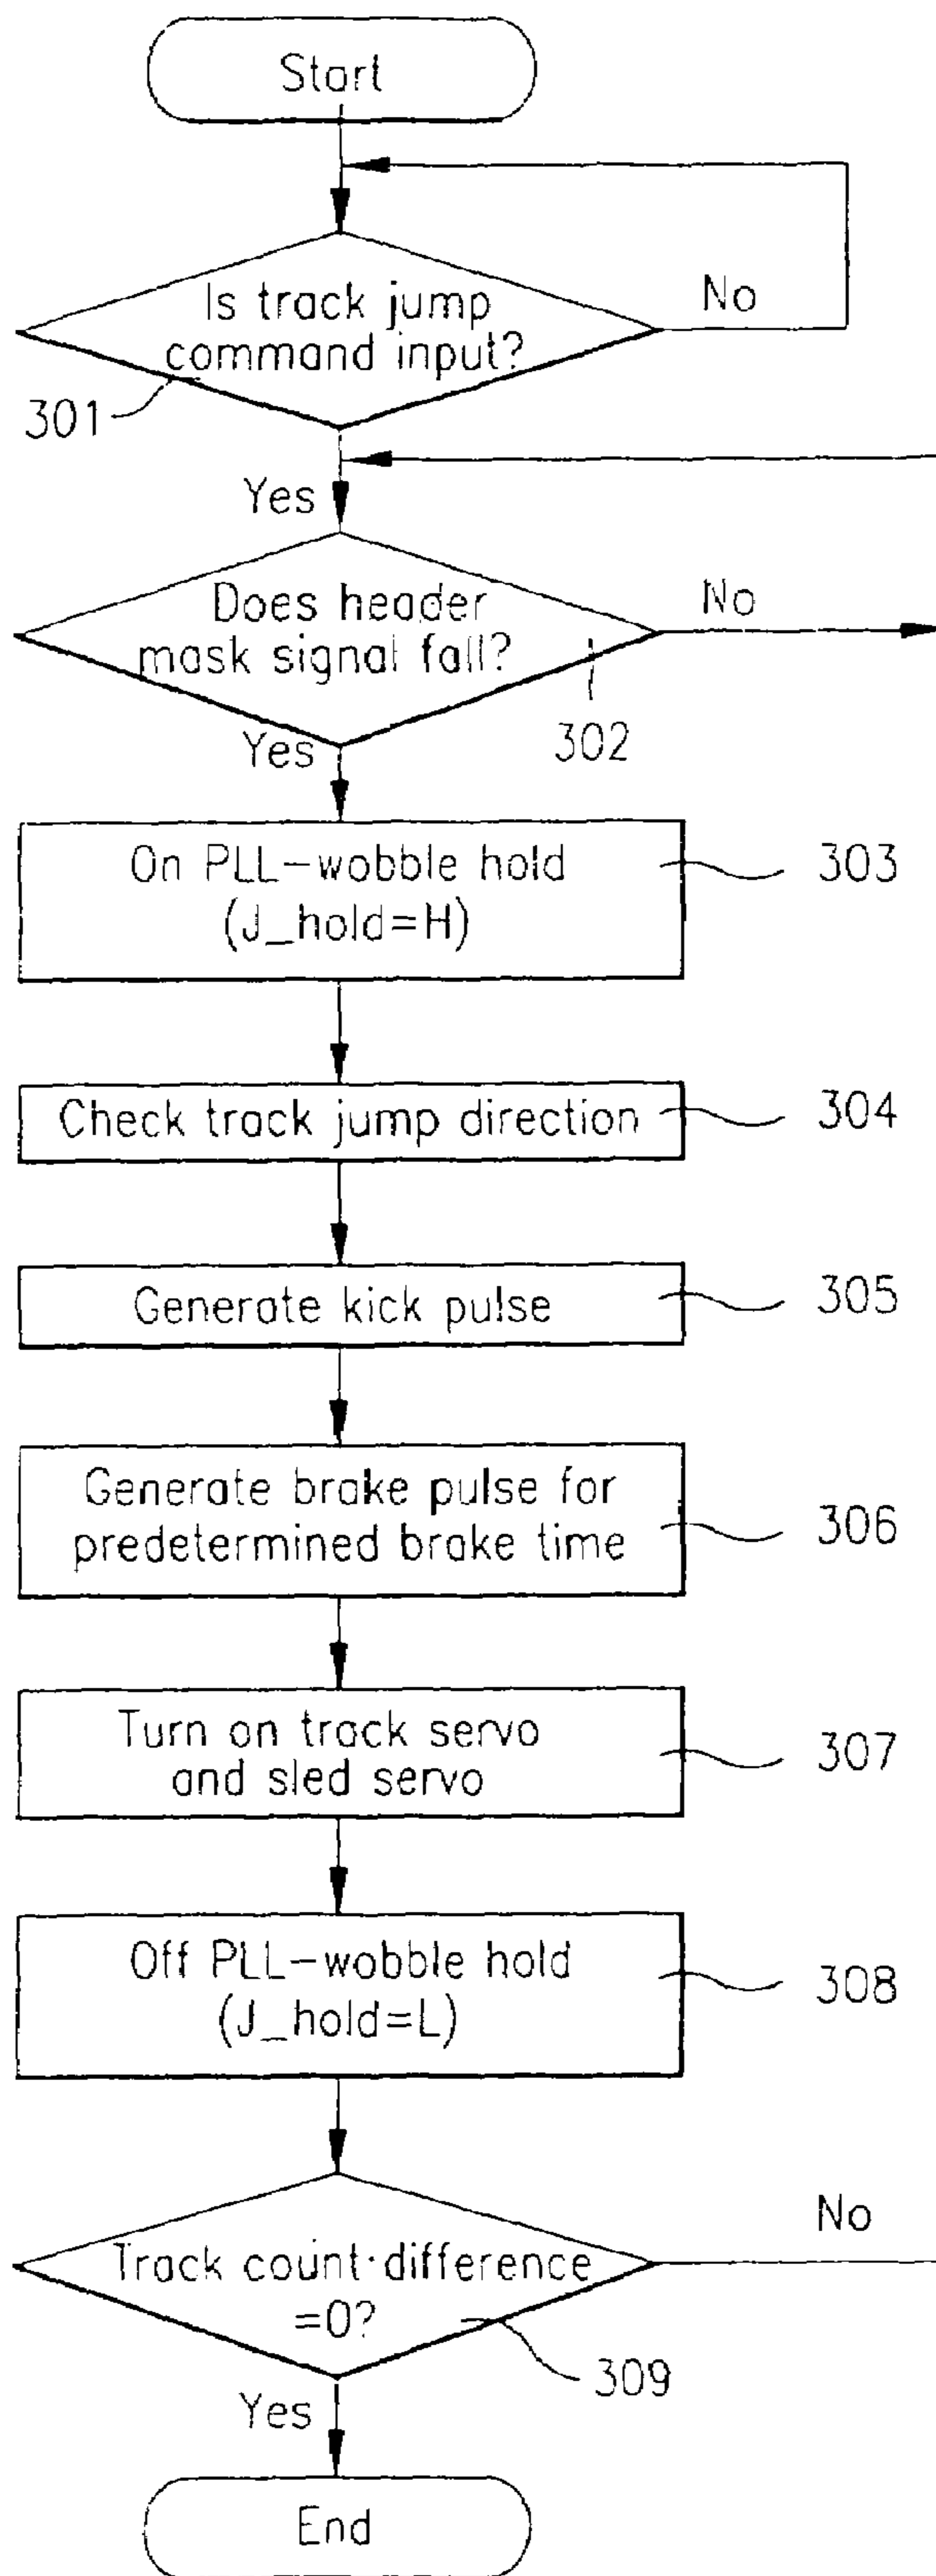 Start
Is track jump
command input?
No
301
Yes
Does header
mask signal fall?
No
302
Yes
On PLL-wobble hold
(J_hold=H)
303
Check track jump direction
304
Generate kick pulse
305
Generate brake pulse for
predetermined brake time
306
Turn on track servo
and sled servo
307
Off PLL-wobble hold
(J_hold=L)
308
Track count·difference
=0?
No
309
Yes
End